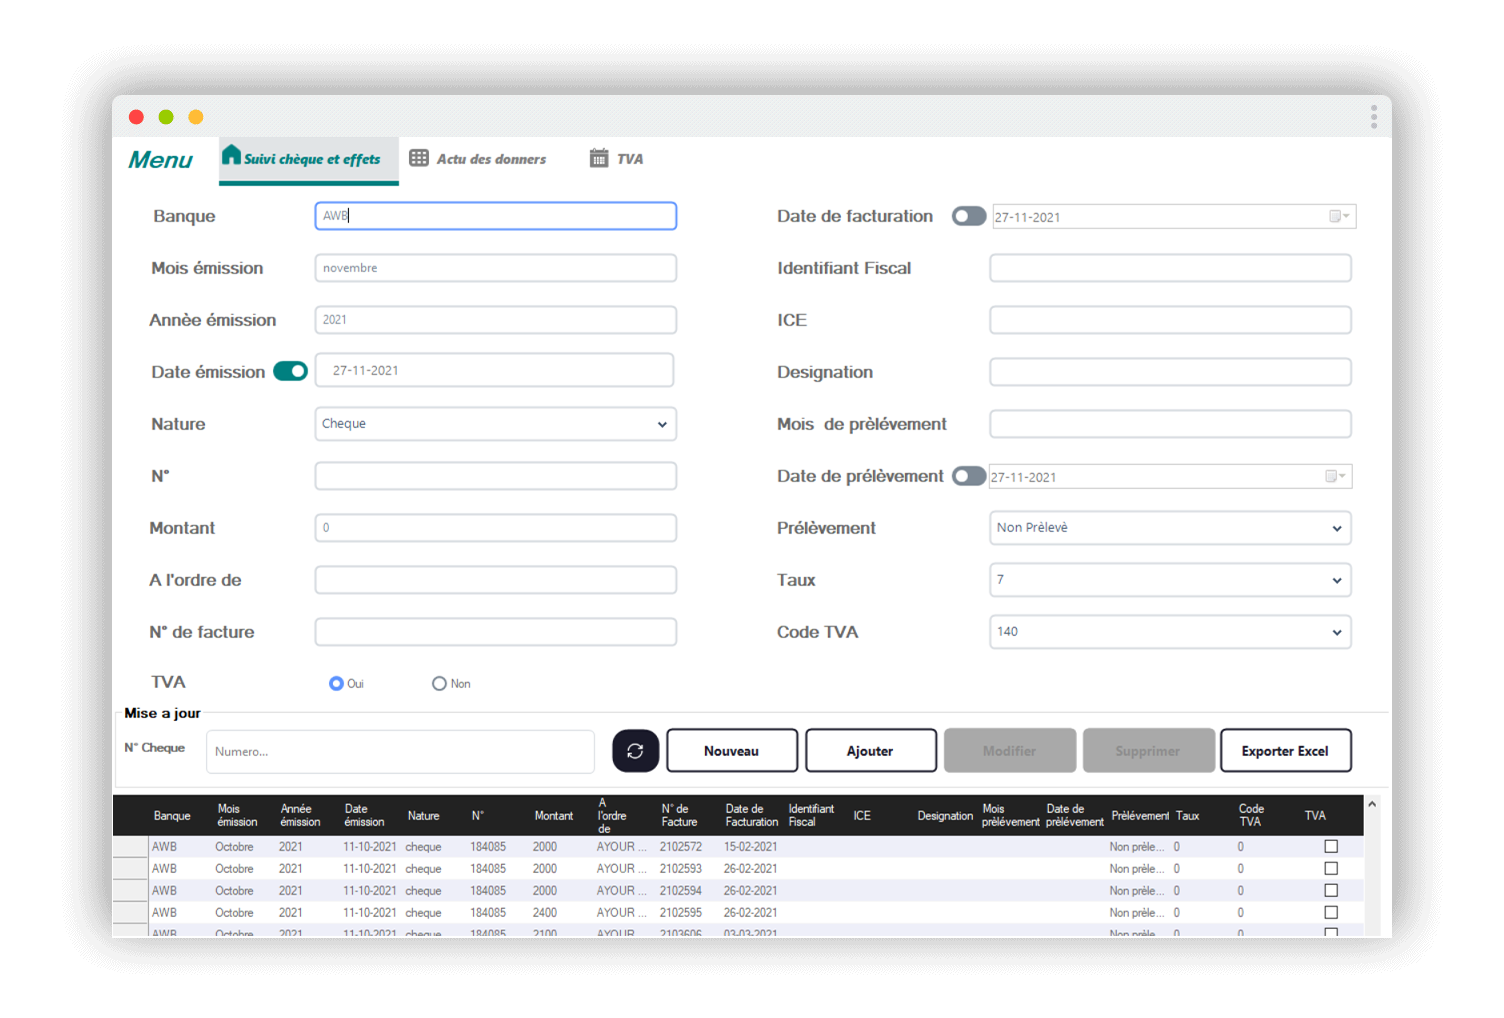 Menu Suivi chèque et effets Actu des donners TVA
Banque AWB Date de facturation 27-11-2021
Mois émission novembre Identifiant Fiscal
Annèe émission 2021 ICE
Date émission 27-11-2021 Designation
Nature Cheque Mois de prèlévement
N° Date de prélèvement 27-11-2021
Montant 0 Prélèvement Non Prèlevè
A l'ordre de Taux 7
N° de facture Code TVA 140
TVA Oui Non
Mise a jour
N° Cheque Numero... Nouveau Ajouter Modifier Supprimer Exporter Excel
Banque Mois émission Année émission Date émission Nature N° Montant A l'ordre de N° de Facture Date de Facturation Identifiant Fiscal ICE Designation Mois prèlévement Date de prèlévement Prèlévement Taux Code TVA TVA
AWB Octobre 2021 11-10-2021 cheque 184085 2000 AYOUR ... 2102572 15-02-2021 Non prèle... 0 0
AWB Octobre 2021 11-10-2021 cheque 184085 2000 AYOUR ... 2102593 26-02-2021 Non prèle... 0 0
AWB Octobre 2021 11-10-2021 cheque 184085 2000 AYOUR ... 2102594 26-02-2021 Non prèle... 0 0
AWB Octobre 2021 11-10-2021 cheque 184085 2400 AYOUR ... 2102595 26-02-2021 Non prèle... 0 0
AWB Octobre 2021 11-10-2021 cheque 184085 2100 AYOUR ... 2103606 03-03-2021 Non prèle... 0 0